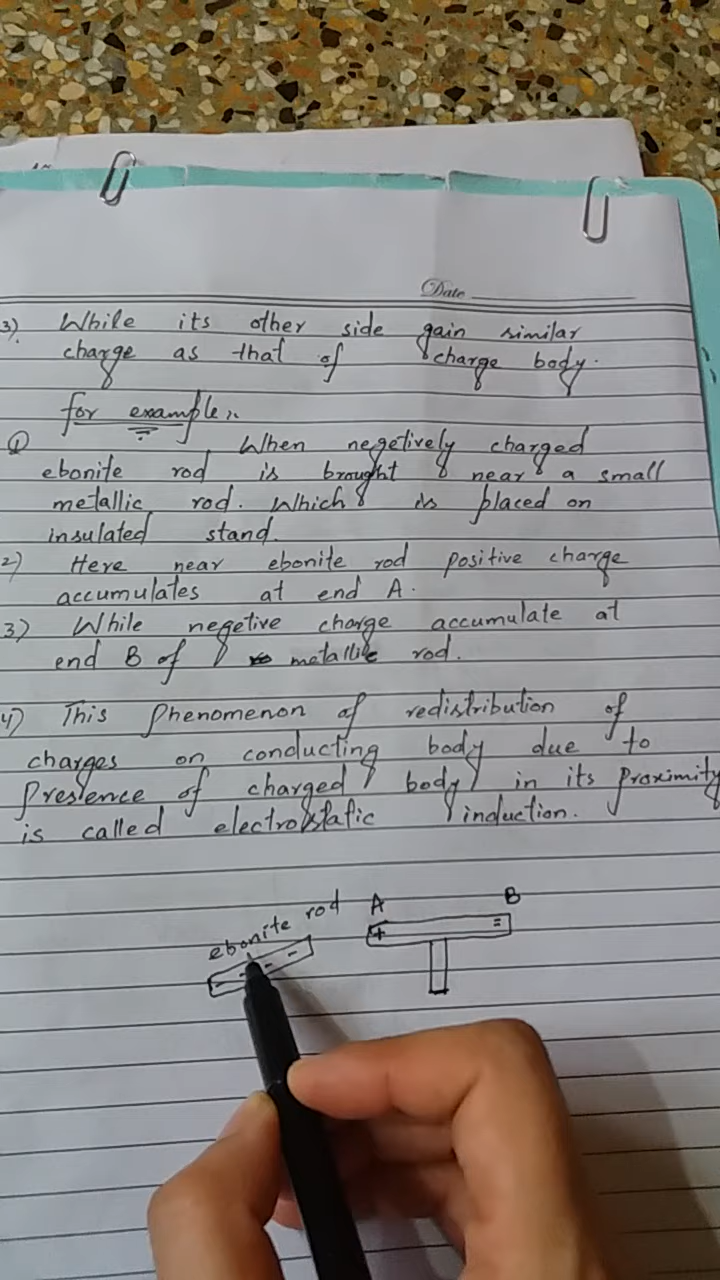 Date
3) While its other side gain similar
charge as that of charge body.
for example:.
① When negetively charged
ebonite rod is brought near a small
metallic rod. Which is placed on
insulated stand.
2) Here near ebonite rod positive charge
accumulates at end A.
3) While negetive charge accumulate at
end B of metallic rod.
4) This Phenomenon of redistribution of
charges on conducting body due to
Presence of charged body in its Proximity
is called electrostatic induction.
ebonite rod A B
+ =
- - - -